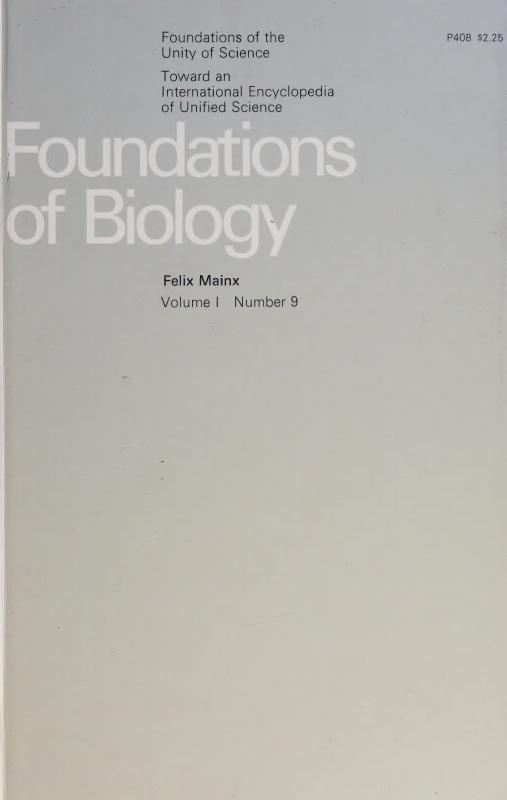 Foundations of the
Unity of Science
P408 $2.25
Toward an
International Encyclopedia
of Unified Science
Foundations
of Biology
Felix Mainx
Volume I Number 9